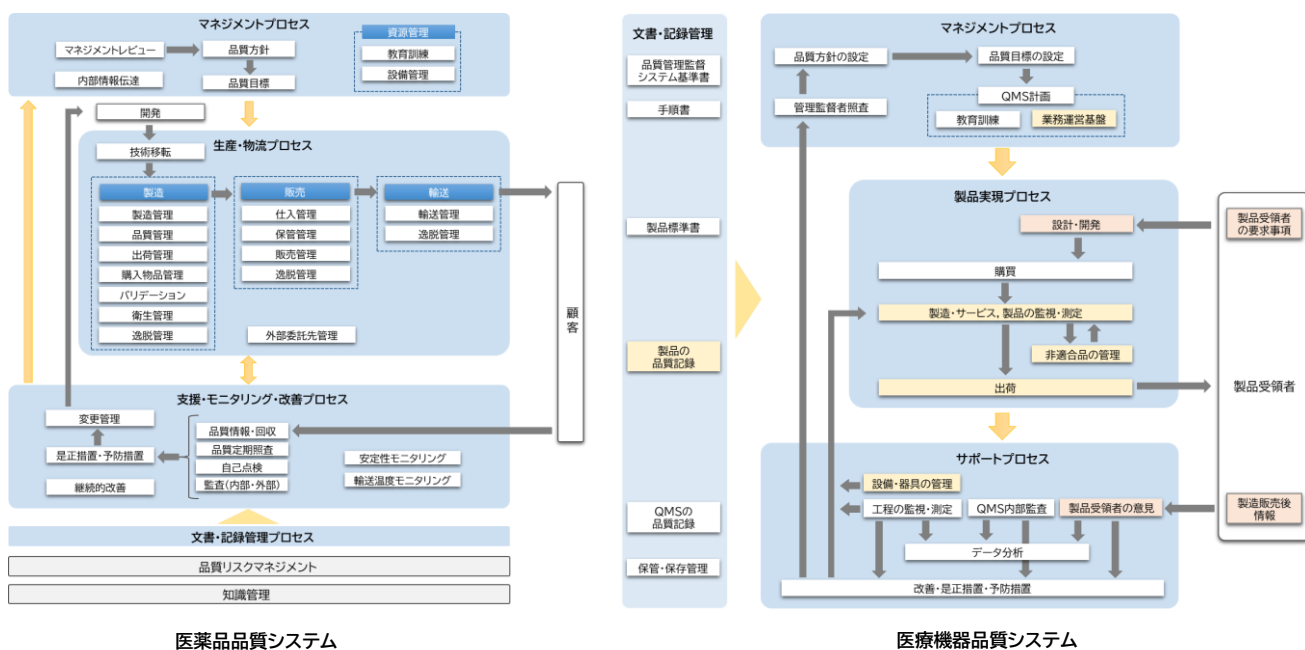 マネジメントプロセス
マネジメントレビュー
品質方針
内部情報伝達
品質目標
資源管理
教育訓練
設備管理
開発
技術移転
生産・物流プロセス
製造
製造管理
品質管理
出荷管理
購入物品管理
バリデーション
衛生管理
逸脱管理
販売
仕入管理
保管管理
販売管理
逸脱管理
輸送
輸送管理
逸脱管理
外部委託先管理
顧客
支援・モニタリング・改善プロセス
変更管理
是正措置・予防措置
継続的改善
品質情報・回収
品質定期照査
自己点検
監査(内部・外部)
安定性モニタリング
輸送温度モニタリング
文書・記録管理プロセス
品質リスクマネジメント
知識管理
医薬品品質システム
文書・記録管理
品質管理監督
システム基準書
手順書
製品標準書
製品の
品質記録
QMSの
品質記録
保管・保存管理
マネジメントプロセス
品質方針の設定
品質目標の設定
管理監督者照査
QMS計画
教育訓練
業務運営基盤
製品実現プロセス
設計・開発
購買
製造・サービス,製品の監視・測定
非適合品の管理
出荷
製品受領者
の要求事項
製品受領者
製造販売後
情報
サポートプロセス
設備・器具の管理
工程の監視・測定
QMS内部監査
製品受領者の意見
データ分析
改善・是正措置・予防措置
医療機器品質システム